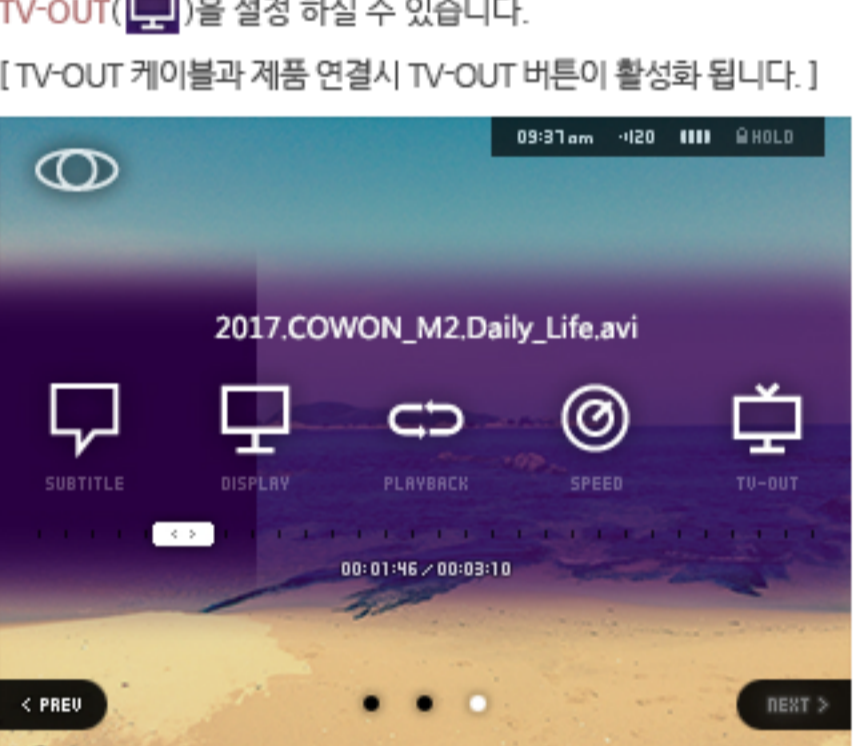 TV-OUT( )을 설정 하실 수 있습니다.
[ TV-OUT 케이블과 제품 연결시 TV-OUT 버튼이 활성화 됩니다. ]
09:37am 120 HOLD
2017.COWON_M2.Daily_Life.avi
SUBTITLE DISPLAY PLAYBACK SPEED TV-OUT
< >
00:01:46 / 00:03:10
< PREV NEXT >